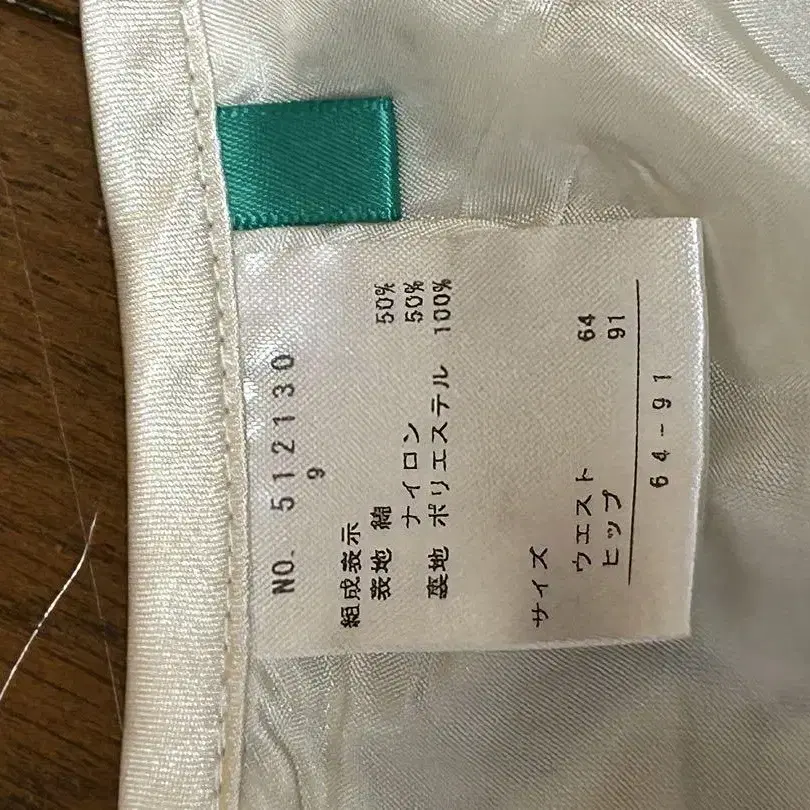 NO. 512130
9
組成表示
表地 綿 50%
ナイロン 50%
裏地 ポリエステル 100%
サイズ
ウエスト 64
ヒップ 91
64-91